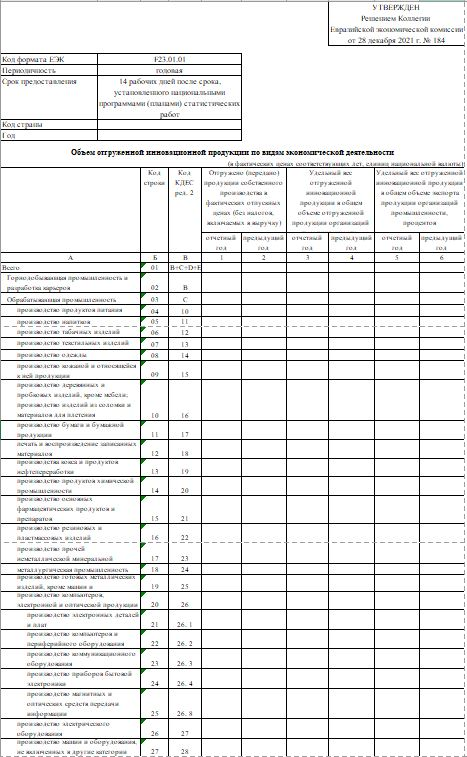 УТВЕРЖДЕН
Решением Коллегии
Евразийской экономической комиссии
от 28 декабря 2021 г. № 184
Код формата ЕЭК F23.01.01
Периодичность годовая
Срок предоставления 14 рабочих дней после срока,
установленного национальными
программами (планами) статистических
работ
Код страны
Год
Объем отгруженной инновационной продукции по видам экономической деятельности
(в фактических ценах соответствующих лет, единиц национальной валюты)
Код строки
Код КДЕС ред. 2
Отгружено (передано) продукции собственного производства в фактических отпускных ценах (без налогов, включаемых в выручку)
Удельный вес отгруженной инновационной продукции в общем объеме отгруженной продукции организаций
Удельный вес отгруженной инновационной продукции в общем объеме экспорта продукции организаций промышленности, процентов
отчетный год предыдущий год отчетный год предыдущий год отчетный год предыдущий год
А Б В 1 2 3 4 5 6
Всего 01 B+C+D+E
Горнодобывающая промышленность и
разработка карьеров 02 B
Обрабатывающая промышленность 03 C
производство продуктов питания 04 10
производство напитков 05 11
производство табачных изделий 06 12
производство текстильных изделий 07 13
производство одежды 08 14
производство кожаной и относящейся
к ней продукции 09 15
производство деревянных и
пробковых изделий, кроме мебели;
производство изделий из соломки и
материалов для плетения 10 16
производство бумаги и бумажной
продукции 11 17
печать и воспроизведение записанных
материалов 12 18
производства кокса и продуктов
нефтепереработки 13 19
производство продуктов химической
промышленности 14 20
производство основных
фармацевтических продуктов и
препаратов 15 21
производство резиновых и
пластмассовых изделий 16 22
производство прочей
неметаллической минеральной 17 23
металлургическая промышленность 18 24
производство готовых металлических
изделий, кроме машин и 19 25
производство компьютеров,
электронной и оптической продукции 20 26
производство электронных деталей
и плат 21 26.1
производство компьютеров и
периферийного оборудования 22 26.2
производство коммуникационного
оборудования 23 26.3
производство приборов бытовой
электроники 24 26.4
производство магнитных и
оптических средств передачи
информации 25 26.8
производство электрического
оборудования 26 27
производство машин и оборудования,
не включенных в другие категории 27 28